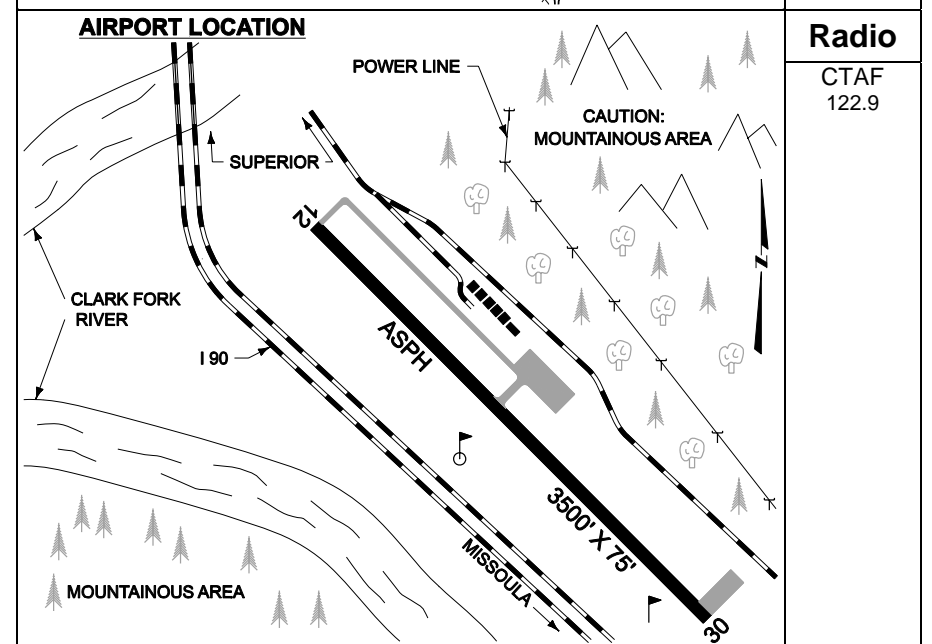 AIRPORT LOCATION
Radio
CTAF
122.9
POWER LINE
CAUTION:
MOUNTAINOUS AREA
SUPERIOR
12
N
CLARK FORK
RIVER
I 90
ASPH
3500' X 75'
MISSOULA
MOUNTAINOUS AREA
30